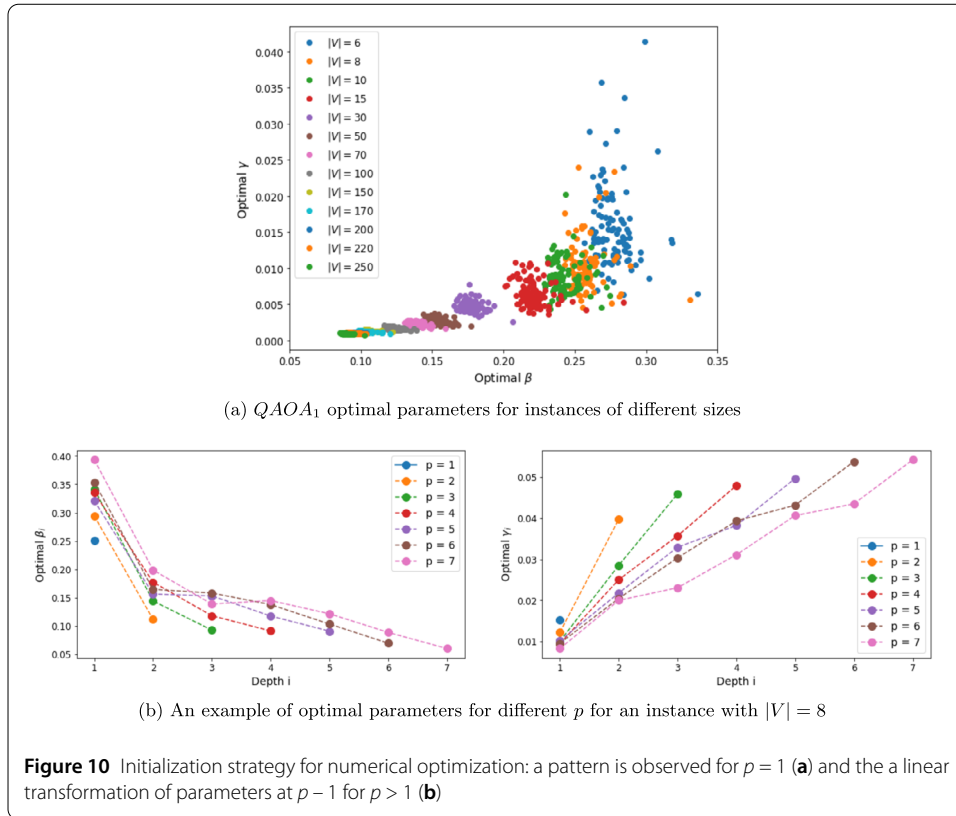 0.040
0.035
0.030
0.025
0.020
0.015
0.010
0.005
0.000
Optimal γ
|V| = 6
|V| = 8
|V| = 10
|V| = 15
|V| = 30
|V| = 50
|V| = 70
|V| = 100
|V| = 150
|V| = 170
|V| = 200
|V| = 220
|V| = 250
0.05 0.10 0.15 0.20 0.25 0.30 0.35
Optimal β
(a) QAOA₁ optimal parameters for instances of different sizes
0.40
0.35
0.30
0.25
0.20
0.15
0.10
0.05
Optimal βᵢ
p = 1
p = 2
p = 3
p = 4
p = 5
p = 6
p = 7
1 2 3 4 5 6 7
Depth i
0.05
0.04
0.03
0.02
0.01
Optimal γᵢ
p = 1
p = 2
p = 3
p = 4
p = 5
p = 6
p = 7
1 2 3 4 5 6 7
Depth i
(b) An example of optimal parameters for different p for an instance with |V| = 8
Figure 10 Initialization strategy for numerical optimization: a pattern is observed for p = 1 (a) and the a linear
transformation of parameters at p – 1 for p > 1 (b)